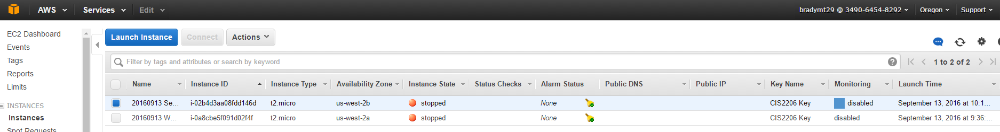 AWS Services Edit bradymt29 @ 3490-6454-8292 Oregon Support
EC2 Dashboard
Events
Tags
Reports
Limits
INSTANCES
Instances
Spot Requests
Launch Instance Connect Actions
Filter by tags and attributes or search by keyword ? 1 to 2 of 2
Name Instance ID Instance Type Availability Zone Instance State Status Checks Alarm Status Public DNS Public IP Key Name Monitoring Launch Time
20160913 Se... i-02b4d3aa08fdd146d t2.micro us-west-2b stopped None CIS2206 Key disabled September 13, 2016 at 10:1...
20160913 W... i-0a8cbe5f091d02f4f t2.micro us-west-2a stopped None CIS2206 Key disabled September 13, 2016 at 9:36:...